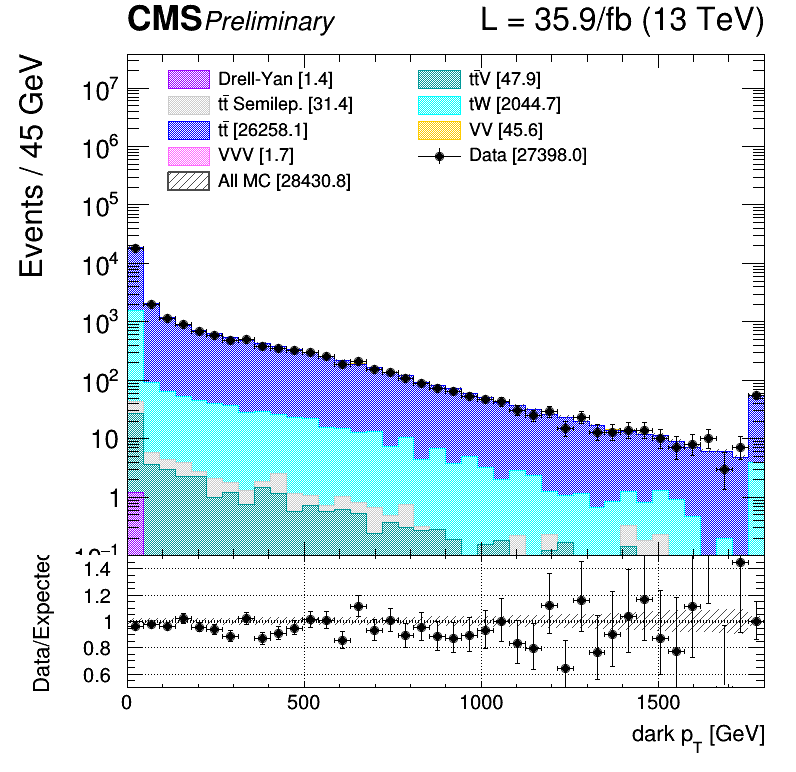 CMS Preliminary L = 35.9/fb (13 TeV)
Events / 45 GeV
10⁷
10⁶
10⁵
10⁴
10³
10²
10
1
10⁻¹
Drell-Yan [1.4]
tt̄ Semilep. [31.4]
tt̄ [26258.1]
VVV [1.7]
All MC [28430.8]
tt̄V [47.9]
tW [2044.7]
VV [45.6]
Data [27398.0]
Data/Expected
1.4
1.2
1
0.8
0.6
0 500 1000 1500
dark p_T [GeV]